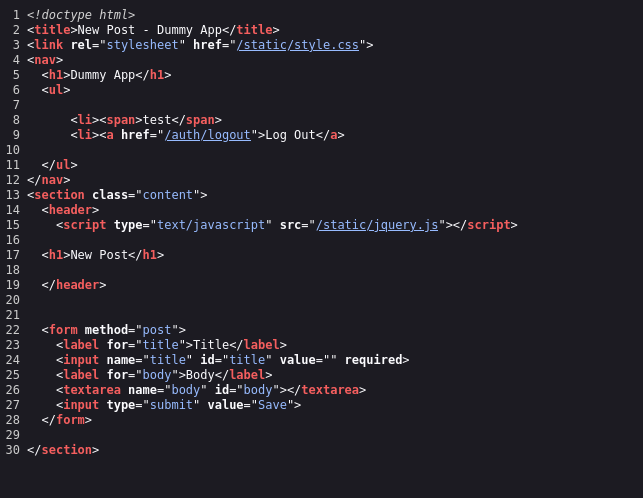 1 <!doctype html>
2 <title>New Post - Dummy App</title>
3 <link rel="stylesheet" href="/static/style.css">
4 <nav>
5   <h1>Dummy App</h1>
6   <ul>
7
8       <li><span>test</span>
9       <li><a href="/auth/logout">Log Out</a>
10
11   </ul>
12 </nav>
13 <section class="content">
14   <header>
15     <script type="text/javascript" src="/static/jquery.js"></script>
16
17   <h1>New Post</h1>
18
19   </header>
20
21
22   <form method="post">
23     <label for="title">Title</label>
24     <input name="title" id="title" value="" required>
25     <label for="body">Body</label>
26     <textarea name="body" id="body"></textarea>
27     <input type="submit" value="Save">
28   </form>
29
30 </section>